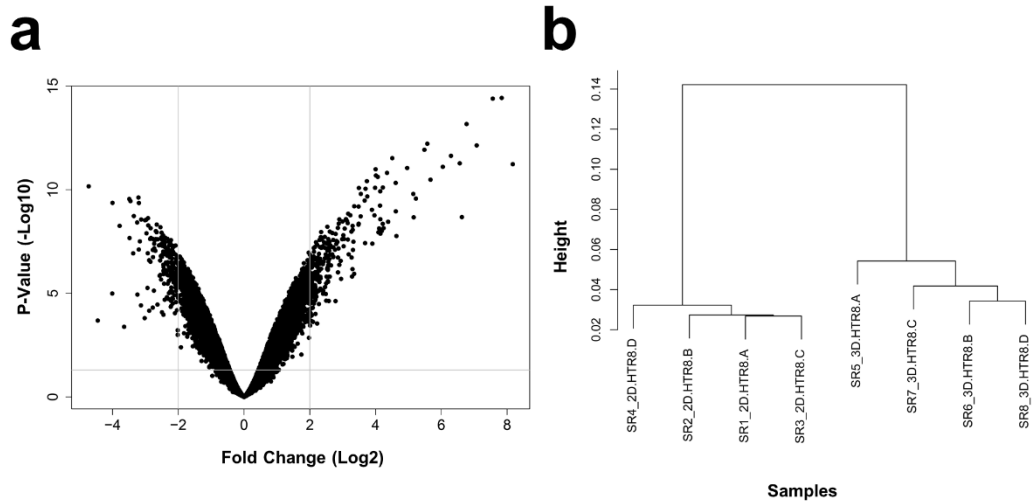 a
b
15
10
5
0
P-Value (-Log10)
−4
−2
0
2
4
6
8
Fold Change (Log2)
0.14
0.12
0.10
0.08
0.06
0.04
0.02
Height
SR4_2D.HTR8.D
SR2_2D.HTR8.B
SR1_2D.HTR8.A
SR3_2D.HTR8.C
SR5_3D.HTR8.A
SR7_3D.HTR8.C
SR6_3D.HTR8.B
SR8_3D.HTR8.D
Samples